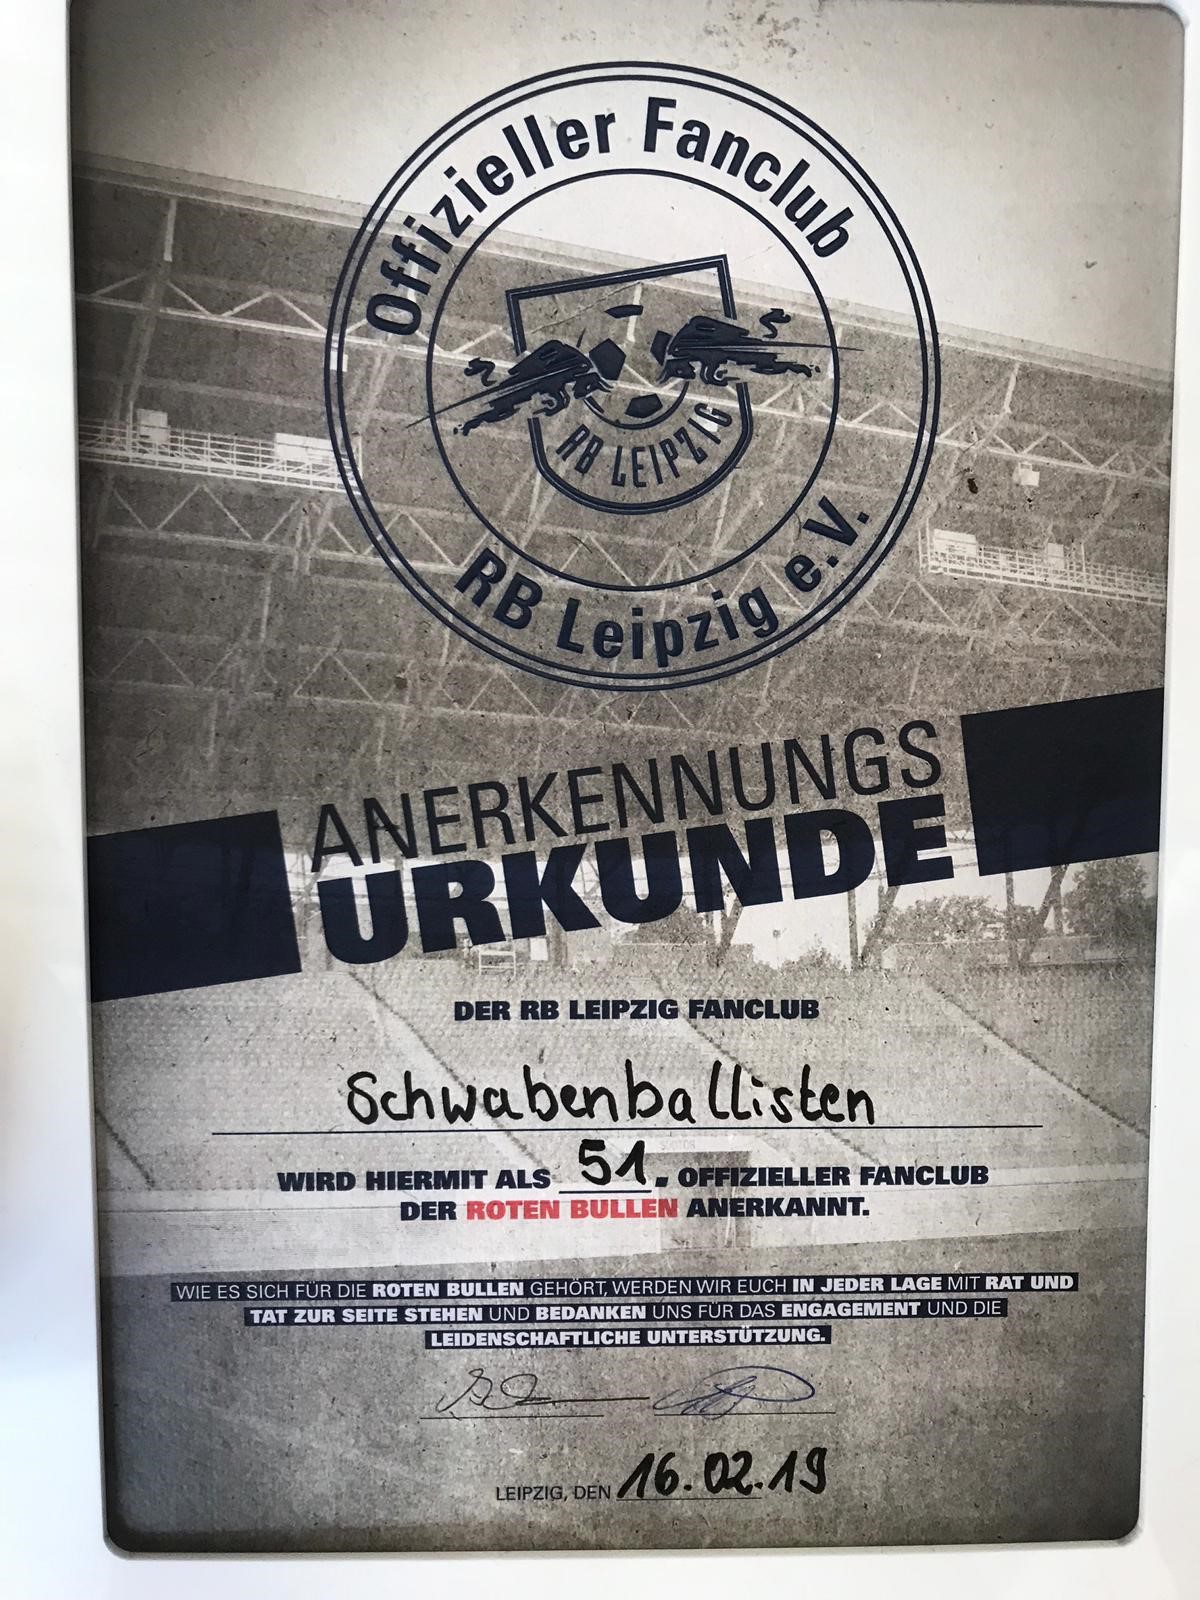 Offizieller Fanclub
RB LEIPZIG
RB Leipzig e.V.
ANERKENNUNGS
URKUNDE
DER RB LEIPZIG FANCLUB
Schwabenballisten
WIRD HIERMIT ALS 51. OFFIZIELLER FANCLUB
DER ROTEN BULLEN ANERKANNT.
WIE ES SICH FÜR DIE ROTEN BULLEN GEHÖRT, WERDEN WIR EUCH IN JEDER LAGE MIT RAT UND
TAT ZUR SEITE STEHEN UND BEDANKEN UNS FÜR DAS ENGAGEMENT UND DIE
LEIDENSCHAFTLICHE UNTERSTÜTZUNG.
LEIPZIG, DEN 16.02.19